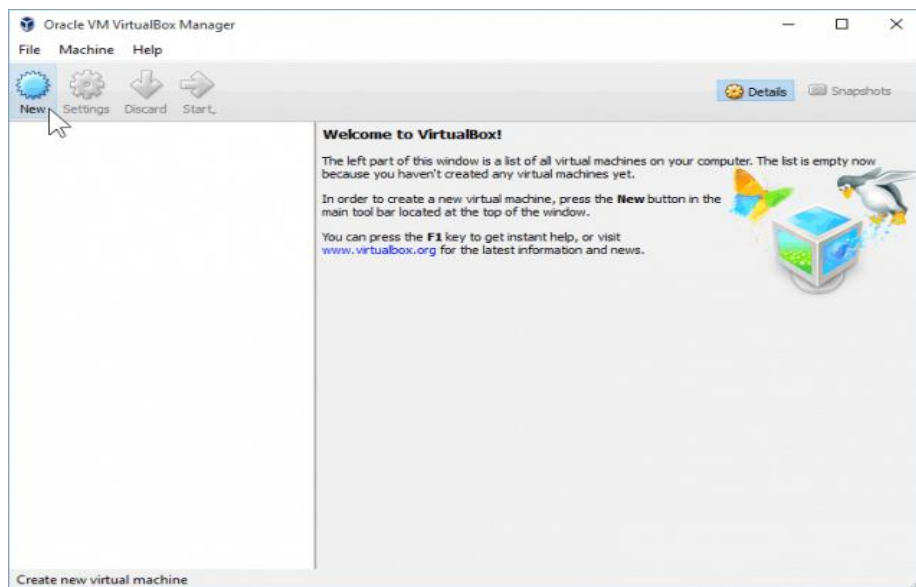 Oracle VM VirtualBox Manager
File Machine Help
New Settings Discard Start
Details Snapshots
Welcome to VirtualBox!
The left part of this window is a list of all virtual machines on your computer. The list is empty now
because you haven't created any virtual machines yet.
In order to create a new virtual machine, press the New button in the
main tool bar located at the top of the window.
You can press the F1 key to get instant help, or visit
www.virtualbox.org for the latest information and news.
Create new virtual machine